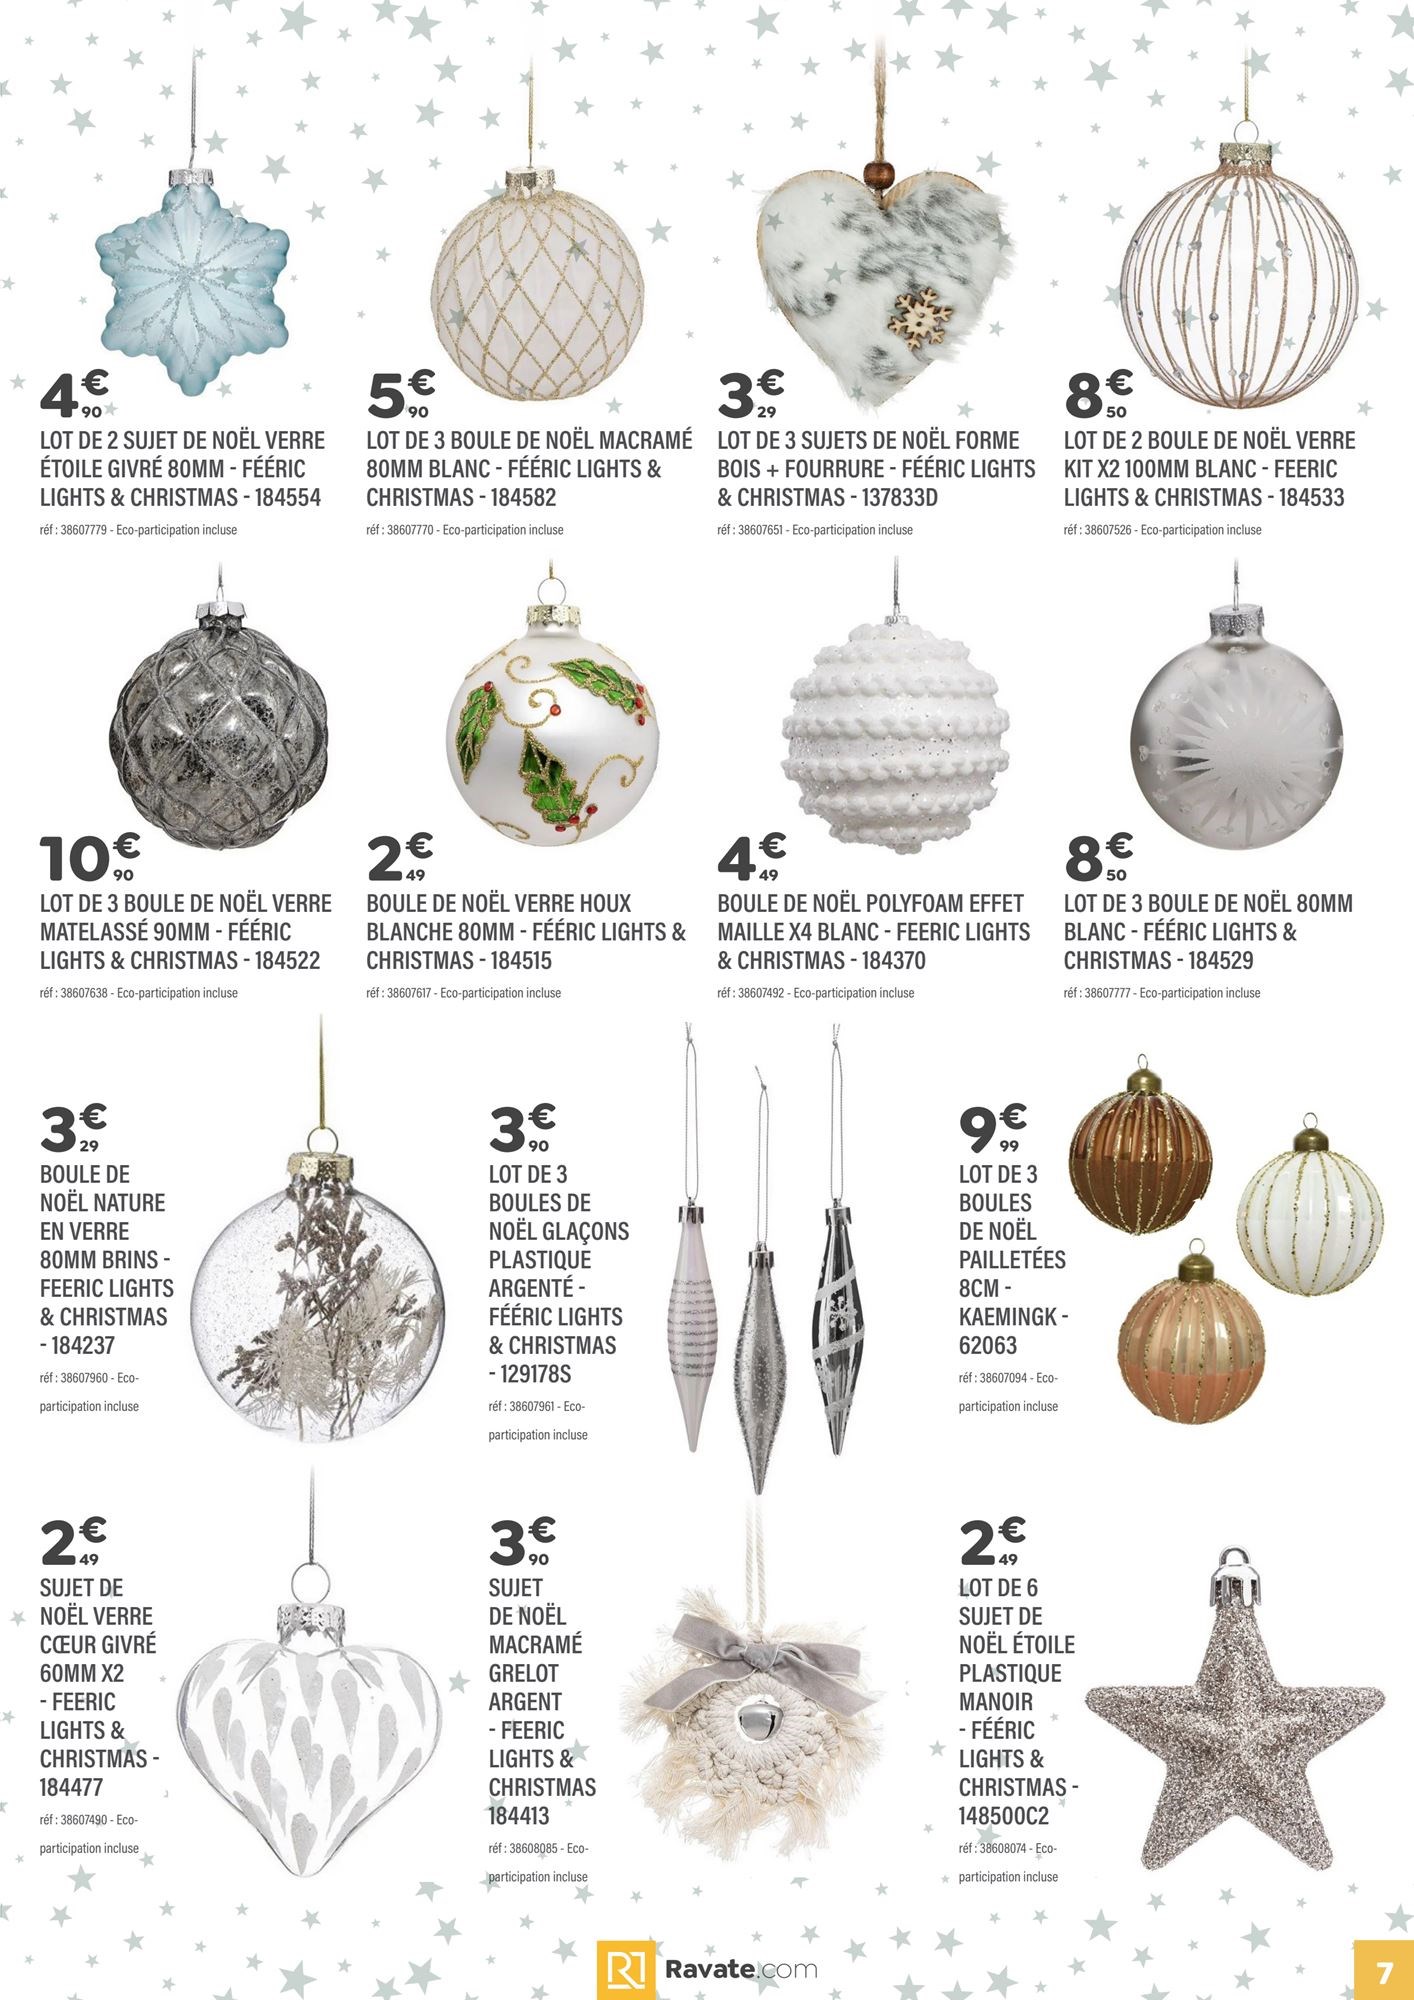 4€90
LOT DE 2 SUJET DE NOËL VERRE
ÉTOILE GIVRÉ 80MM - FÉÉRIC
LIGHTS & CHRISTMAS - 184554
réf : 38607779 - Eco-participation incluse
5€90
LOT DE 3 BOULE DE NOËL MACRAMÉ
80MM BLANC - FÉÉRIC LIGHTS &
CHRISTMAS - 184582
réf : 38607770 - Eco-participation incluse
3€29
LOT DE 3 SUJETS DE NOËL FORME
BOIS + FOURRURE - FÉÉRIC LIGHTS
& CHRISTMAS - 137833D
réf : 38607651 - Eco-participation incluse
8€50
LOT DE 2 BOULE DE NOËL VERRE
KIT X2 100MM BLANC - FEERIC
LIGHTS & CHRISTMAS - 184533
réf : 38607526 - Eco-participation incluse
10€90
LOT DE 3 BOULE DE NOËL VERRE
MATELASSÉ 90MM - FÉÉRIC
LIGHTS & CHRISTMAS - 184522
réf : 38607638 - Eco-participation incluse
2€49
BOULE DE NOËL VERRE HOUX
BLANCHE 80MM - FÉÉRIC LIGHTS &
CHRISTMAS - 184515
réf : 38607617 - Eco-participation incluse
4€49
BOULE DE NOËL POLYFOAM EFFET
MAILLE X4 BLANC - FEERIC LIGHTS
& CHRISTMAS - 184370
réf : 38607492 - Eco-participation incluse
8€50
LOT DE 3 BOULE DE NOËL 80MM
BLANC - FÉÉRIC LIGHTS &
CHRISTMAS - 184529
réf : 38607777 - Eco-participation incluse
3€29
BOULE DE
NOËL NATURE
EN VERRE
80MM BRINS -
FEERIC LIGHTS
& CHRISTMAS
- 184237
réf : 38607960 - Eco-
participation incluse
3€90
LOT DE 3
BOULES DE
NOËL GLAÇONS
PLASTIQUE
ARGENTÉ -
FÉÉRIC LIGHTS
& CHRISTMAS
- 129178S
réf : 38607961 - Eco-
participation incluse
9€99
LOT DE 3
BOULES
DE NOËL
PAILLETÉES
8CM -
KAEMINGK -
62063
réf : 38607094 - Eco-
participation incluse
2€49
SUJET DE
NOËL VERRE
CŒUR GIVRÉ
60MM X2
- FEERIC
LIGHTS &
CHRISTMAS -
184477
réf : 38607490 - Eco-
participation incluse
3€90
SUJET
DE NOËL
MACRAMÉ
GRELOT
ARGENT
- FEERIC
LIGHTS &
CHRISTMAS
184413
réf : 38608085 - Eco-
participation incluse
2€49
LOT DE 6
SUJET DE
NOËL ÉTOILE
PLASTIQUE
MANOIR
- FÉÉRIC
LIGHTS &
CHRISTMAS -
148500C2
réf : 38608074 - Eco-
participation incluse
Ravate.com
7